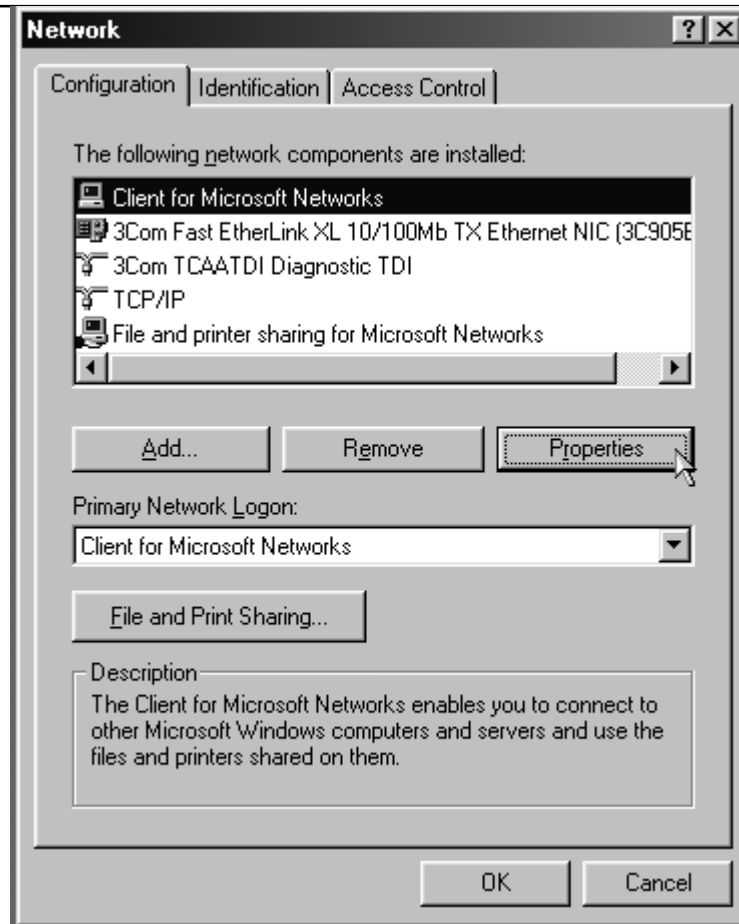 Network
Configuration Identification Access Control
The following network components are installed:
Client for Microsoft Networks
3Com Fast EtherLink XL 10/100Mb TX Ethernet NIC (3C905B
3Com TCAATDI Diagnostic TDI
TCP/IP
File and printer sharing for Microsoft Networks
Add... Remove Properties
Primary Network Logon:
Client for Microsoft Networks
File and Print Sharing...
Description
The Client for Microsoft Networks enables you to connect to
other Microsoft Windows computers and servers and use the
files and printers shared on them.
OK Cancel